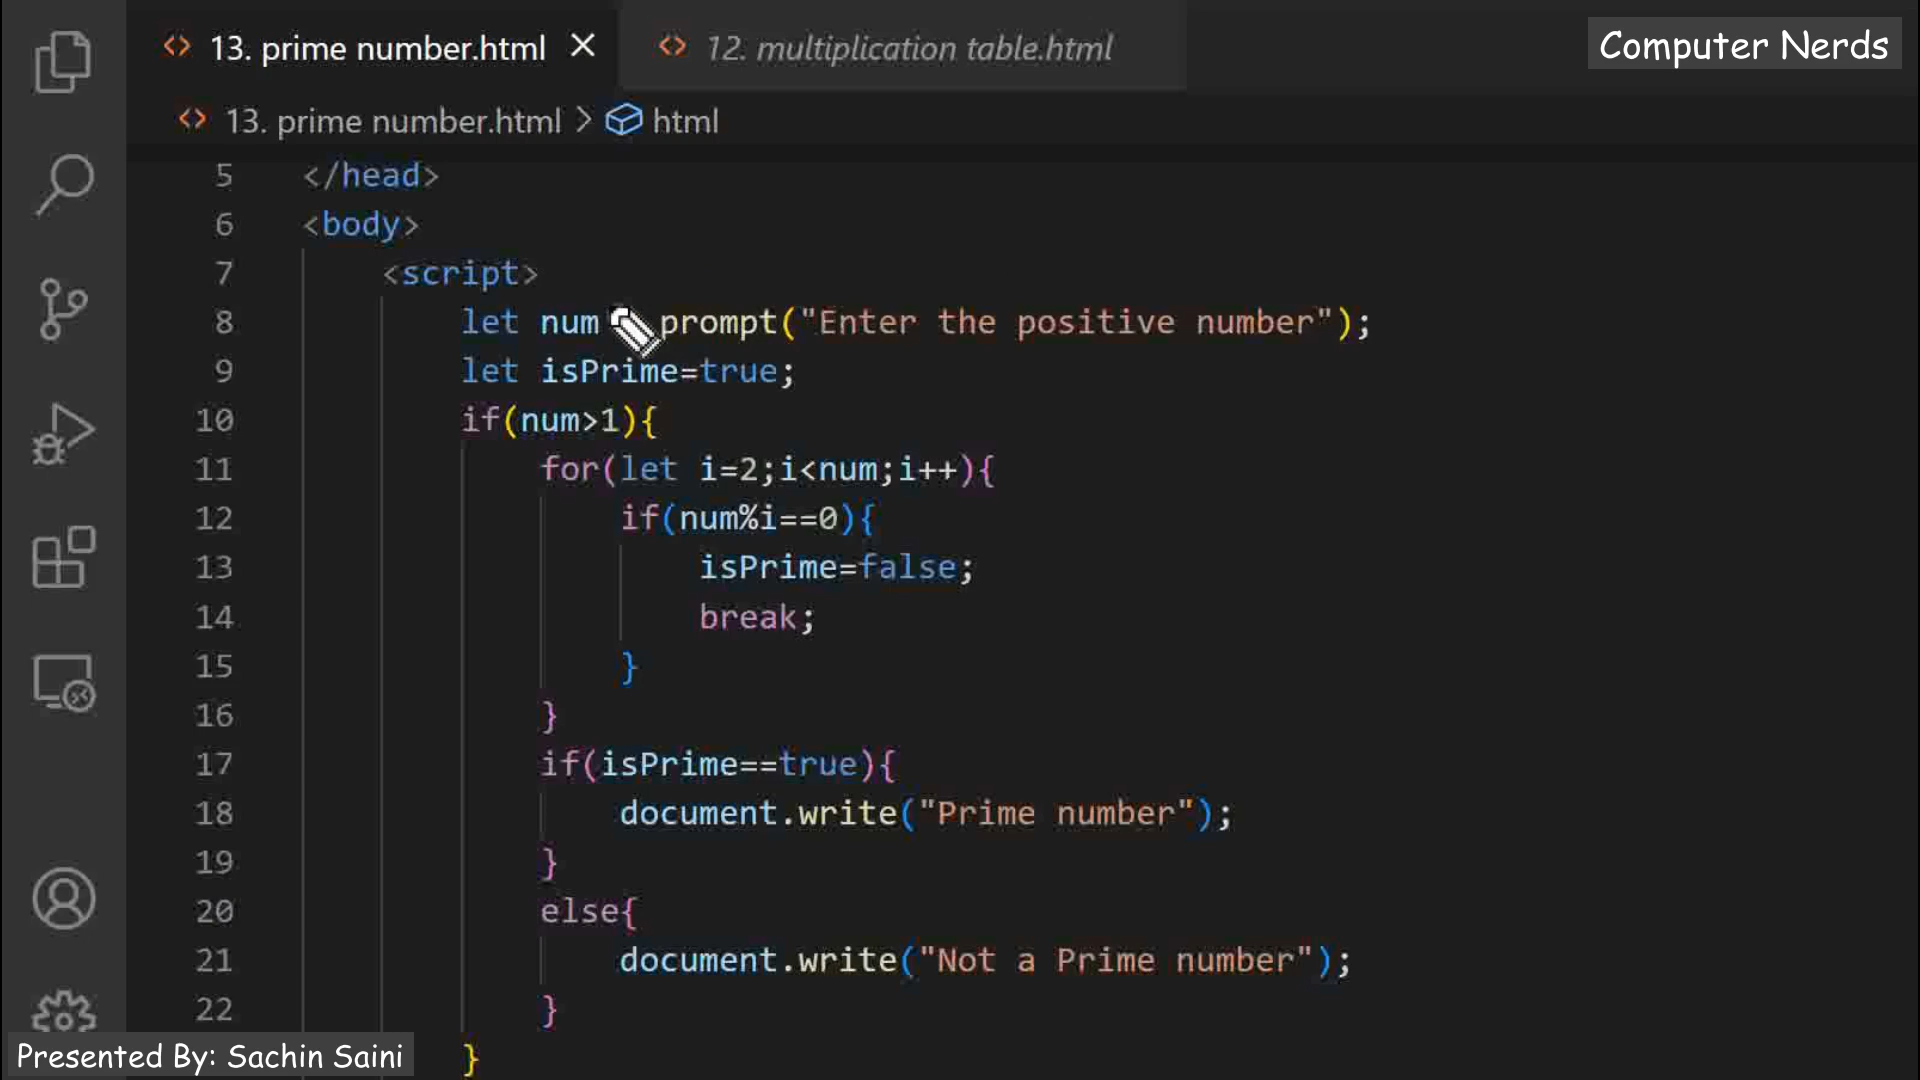 13. prime number.html
12. multiplication table.html
Computer Nerds
13. prime number.html > html
5 </head>
6 <body>
7 <script>
8 let num prompt("Enter the positive number");
9 let isPrime=true;
10 if(num>1){
11 for(let i=2;i<num;i++){
12 if(num%i==0){
13 isPrime=false;
14 break;
15 }
16 }
17 if(isPrime==true){
18 document.write("Prime number");
19 }
20 else{
21 document.write("Not a Prime number");
22 }
}
Presented By: Sachin Saini